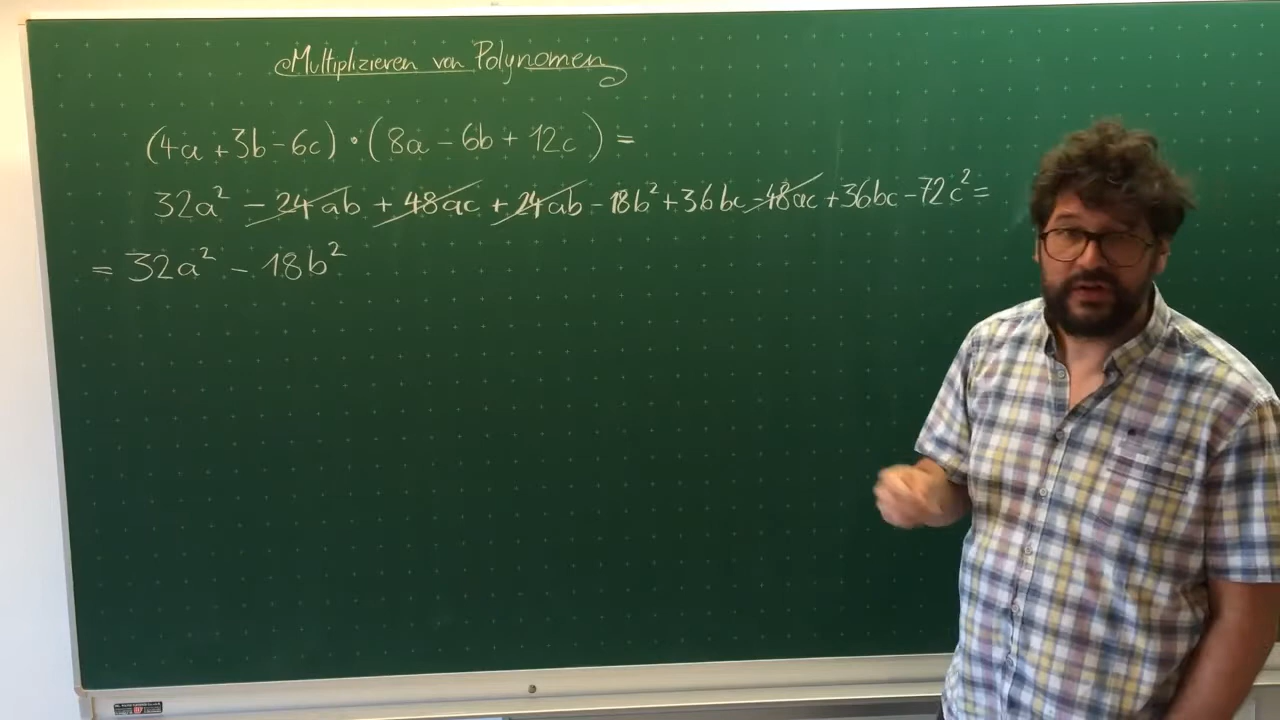 Multiplizieren von Polynomen
(4a + 3b - 6c) · (8a - 6b + 12c) =
32a² - 24ab + 48ac + 24ab - 18b² + 36bc - 48ac + 36bc - 72c² =
= 32a² - 18b²